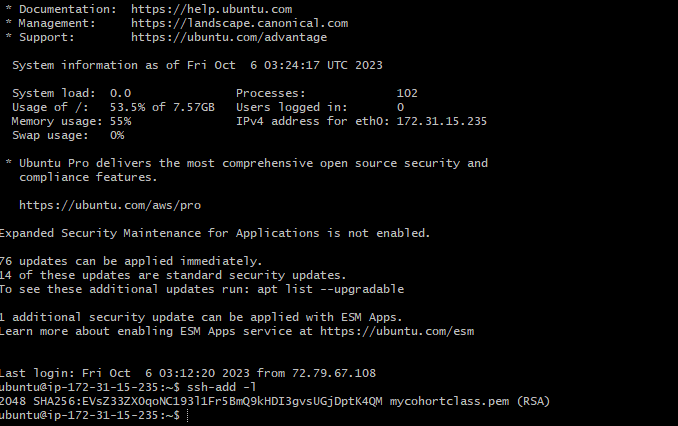 * Documentation:  https://help.ubuntu.com
* Management:     https://landscape.canonical.com
* Support:        https://ubuntu.com/advantage
System information as of Fri Oct  6 03:24:17 UTC 2023
System load:  0.0                Processes:             102
Usage of /:   53.5% of 7.57GB   Users logged in:       0
Memory usage: 55%                IPv4 address for eth0: 172.31.15.235
Swap usage:   0%
* Ubuntu Pro delivers the most comprehensive open source security and
compliance features.
https://ubuntu.com/aws/pro
Expanded Security Maintenance for Applications is not enabled.
76 updates can be applied immediately.
14 of these updates are standard security updates.
To see these additional updates run: apt list --upgradable
1 additional security update can be applied with ESM Apps.
Learn more about enabling ESM Apps service at https://ubuntu.com/esm
Last login: Fri Oct  6 03:12:20 2023 from 72.79.67.108
ubuntu@ip-172-31-15-235:~$ ssh-add -l
2048 SHA256:EVsZ33ZX0qoNC193l1Fr5BmQ9kHDI3gvsUGjDptK4QM mycohortclass.pem (RSA)
ubuntu@ip-172-31-15-235:~$